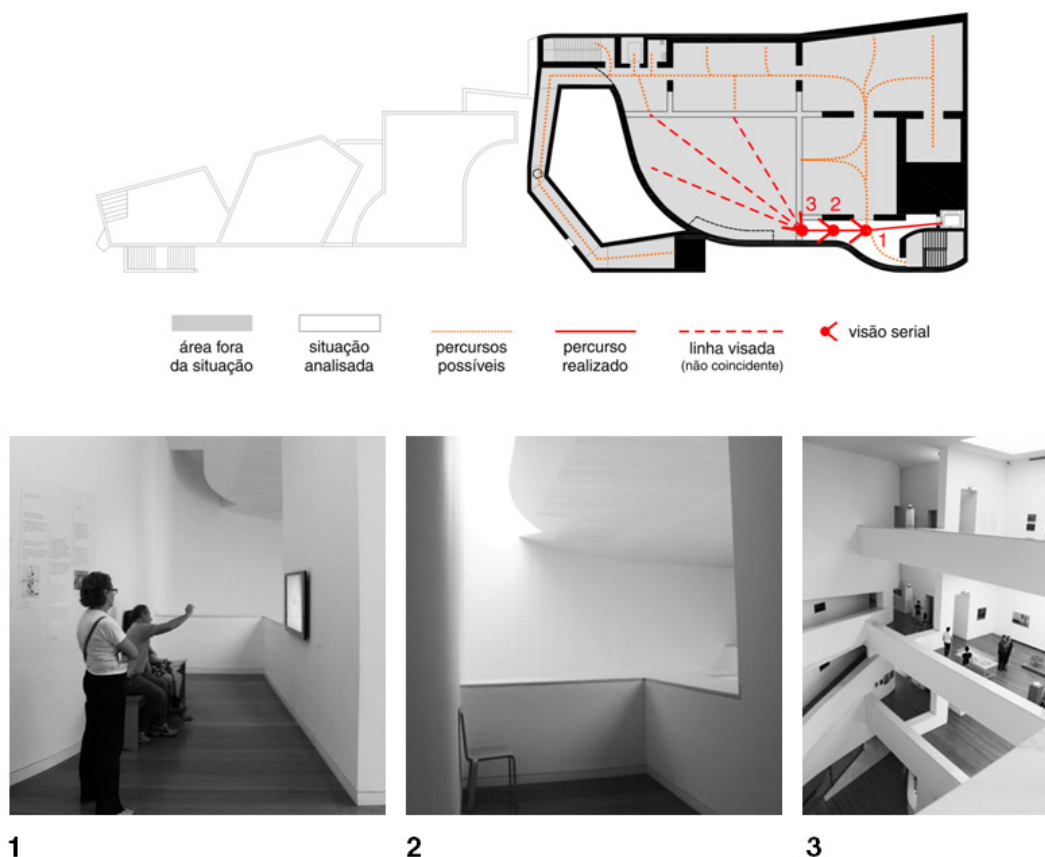 3 2
1
área fora
da situação
situação
analisada
percursos
possíveis
percurso
realizado
linha visada
(não coincidente)
visão serial
1
2
3